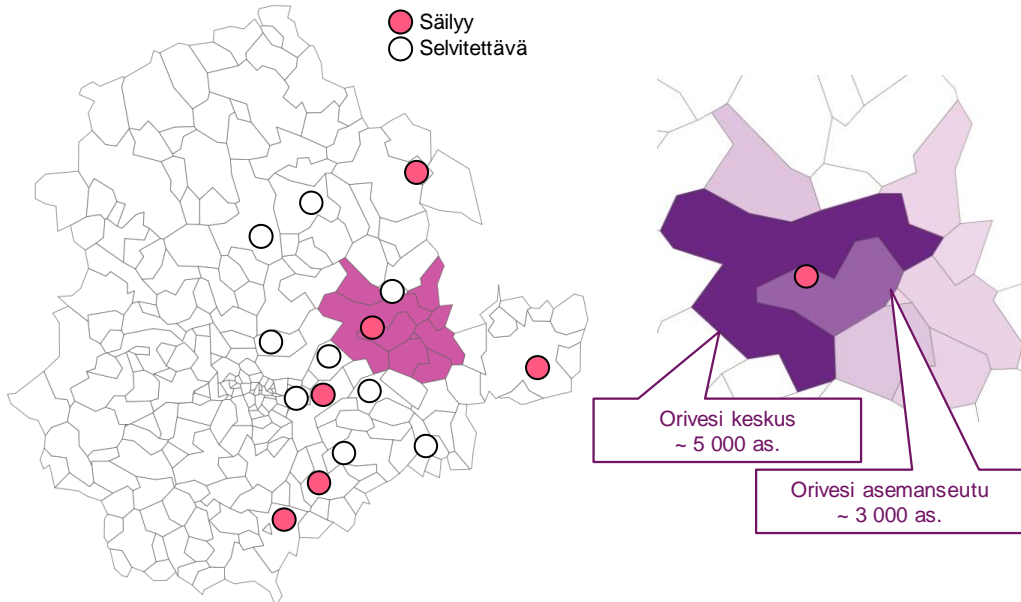 Säilyy
Selvitettävä
Orivesi keskus
~ 5 000 as.
Orivesi asemanseutu
~ 3 000 as.